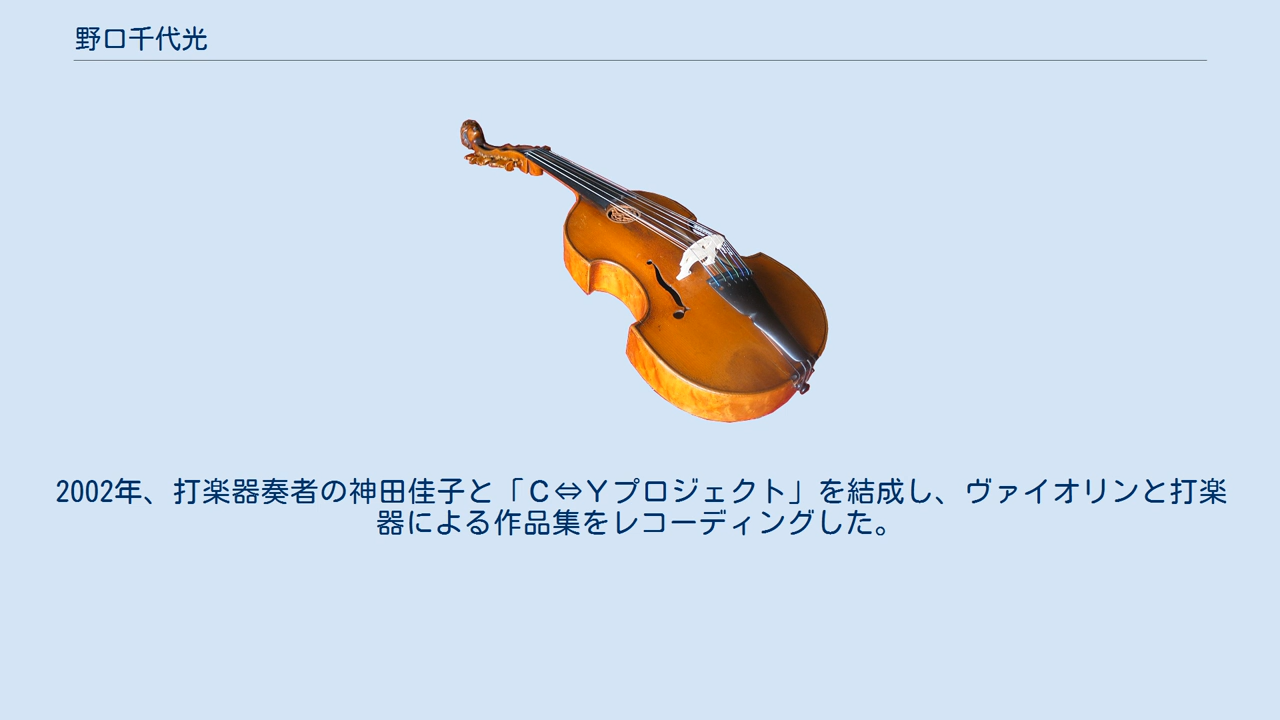 野口千代光
2002年、打楽器奏者の神田佳子と「Ｃ⇔Ｙプロジェクト」を結成し、ヴァイオリンと打楽
器による作品集をレコーディングした。